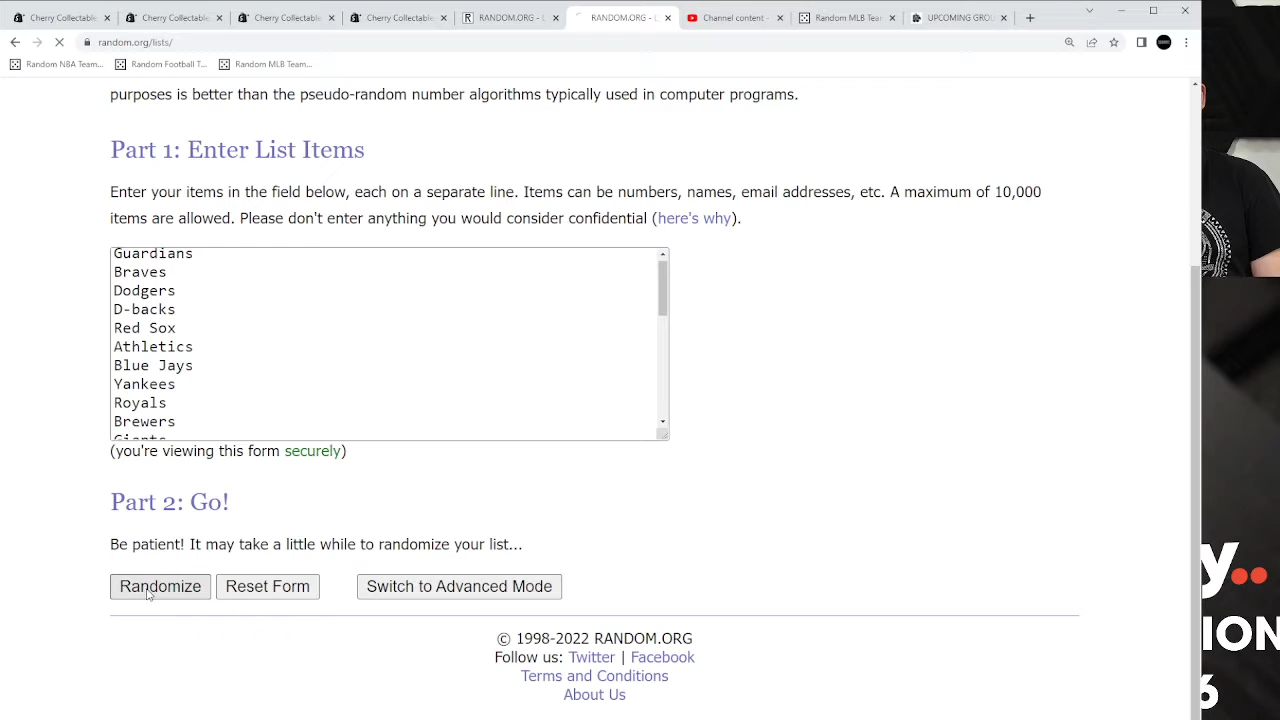 Cherry Collectable
Cherry Collectable
Cherry Collectable
Cherry Collectable
RANDOM.ORG - L
RANDOM.ORG - L
Channel content -
Random MLB Team
UPCOMING GROU
random.org/lists/
Random NBA Team...
Random Football T...
Random MLB Team...
purposes is better than the pseudo-random number algorithms typically used in computer programs.
Part 1: Enter List Items
Enter your items in the field below, each on a separate line. Items can be numbers, names, email addresses, etc. A maximum of 10,000
items are allowed. Please don't enter anything you would consider confidential (here's why).
Guardians
Braves
Dodgers
D-backs
Red Sox
Athletics
Blue Jays
Yankees
Royals
Brewers
Giants
(you're viewing this form securely)
Part 2: Go!
Be patient! It may take a little while to randomize your list...
Randomize
Reset Form
Switch to Advanced Mode
© 1998-2022 RANDOM.ORG
Follow us: Twitter | Facebook
Terms and Conditions
About Us
y..
ION
6